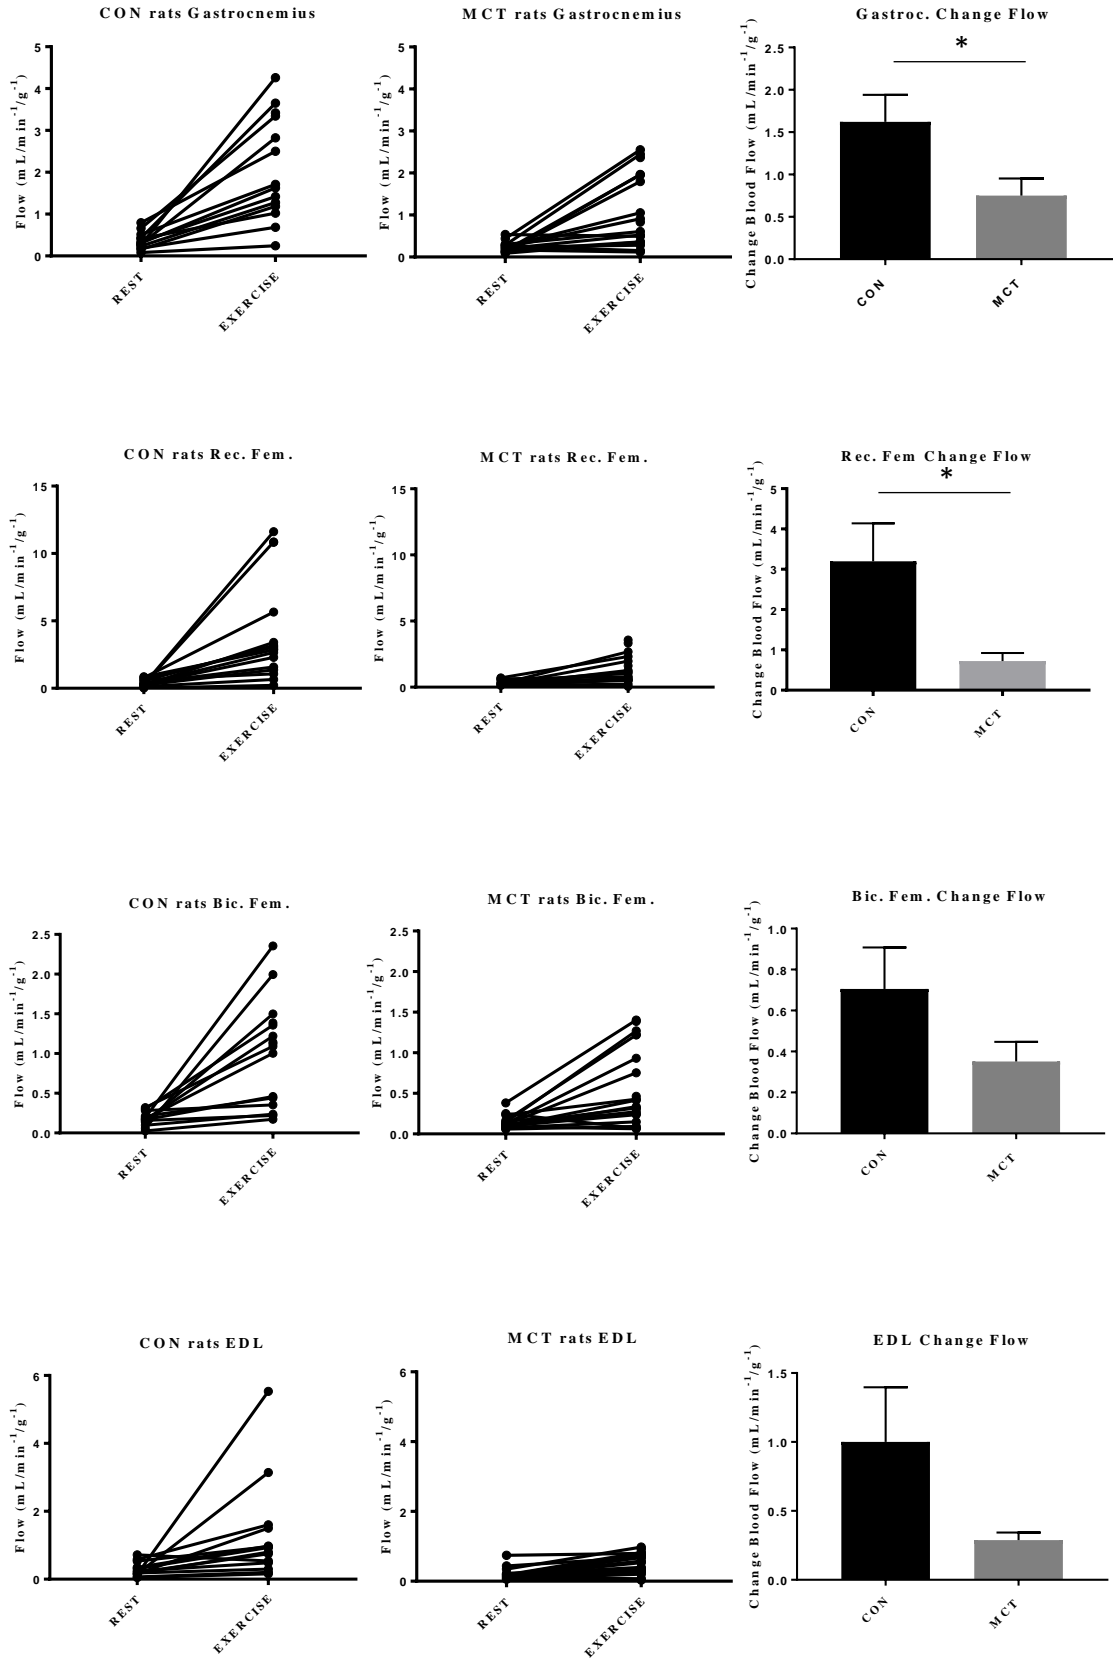 CON rats Gastrocnemius
Flow (mL/min⁻¹/g⁻¹)
5
4
3
2
1
0
REST
EXERCISE
MCT rats Gastrocnemius
Flow (mL/min⁻¹/g⁻¹)
5
4
3
2
1
0
REST
EXERCISE
Gastroc. Change Flow
Change Blood Flow (mL/min⁻¹/g⁻¹)
2.5
2.0
1.5
1.0
0.5
0.0
*
CON
MCT
CON rats Rec. Fem.
Flow (mL/min⁻¹/g⁻¹)
15
10
5
0
REST
EXERCISE
MCT rats Rec. Fem.
Flow (mL/min⁻¹/g⁻¹)
15
10
5
0
REST
EXERCISE
Rec. Fem Change Flow
Change Blood Flow (mL/min⁻¹/g⁻¹)
5
4
3
2
1
0
*
CON
MCT
CON rats Bic. Fem.
Flow (mL/min⁻¹/g⁻¹)
2.5
2.0
1.5
1.0
0.5
0.0
REST
EXERCISE
MCT rats Bic. Fem.
Flow (mL/min⁻¹/g⁻¹)
2.5
2.0
1.5
1.0
0.5
0.0
REST
EXERCISE
Bic. Fem. Change Flow
Change Blood Flow (mL/min⁻¹/g⁻¹)
1.0
0.8
0.6
0.4
0.2
0.0
CON
MCT
CON rats EDL
Flow (mL/min⁻¹/g⁻¹)
6
4
2
0
REST
EXERCISE
MCT rats EDL
Flow (mL/min⁻¹/g⁻¹)
6
4
2
0
REST
EXERCISE
EDL Change Flow
Change Blood Flow (mL/min⁻¹/g⁻¹)
1.5
1.0
0.5
0.0
CON
MCT